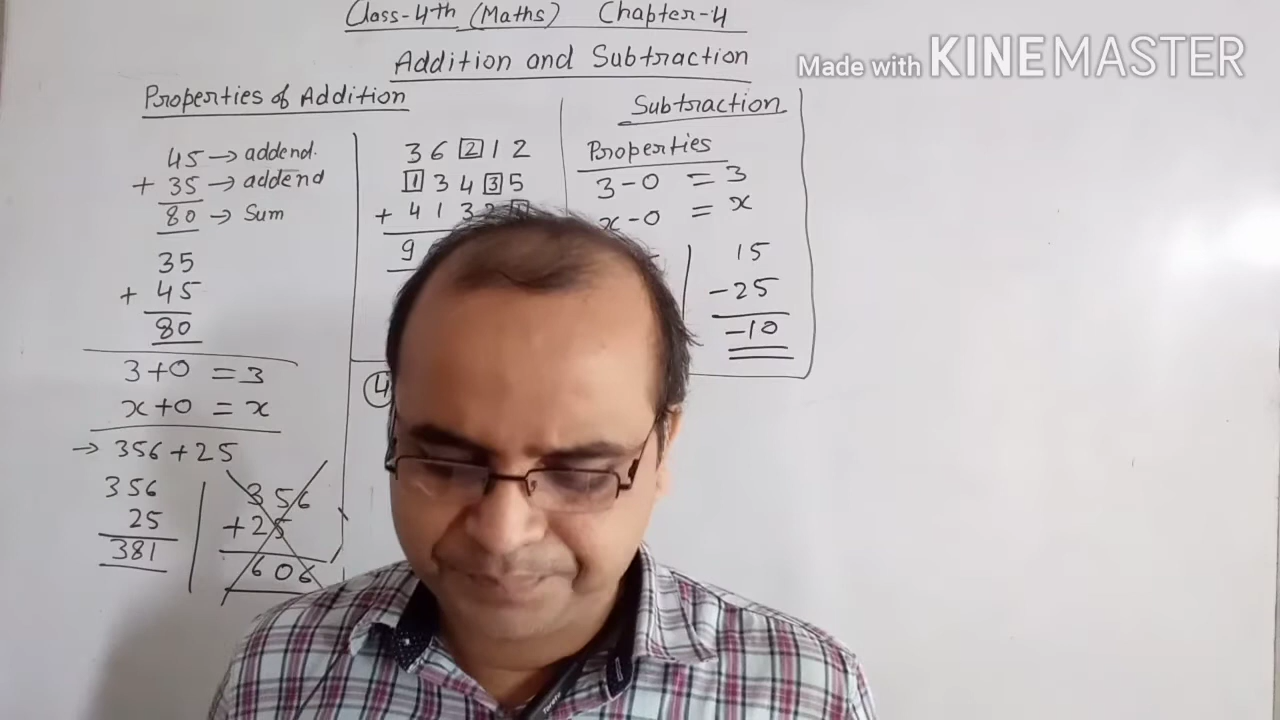 Class-4th (Maths) Chapter-4
Addition and Subtraction
Made with KINEMASTER
Properties of Addition
45 → addend.
+ 35 → addend
80 → Sum
35
+ 45
80
3+0 = 3
x+0 = x
→ 356+25
356
25
381
356
+25
606
3 6 2 1 2
1 3 4 3 5
+ 4 1 3
9
4
Subtraction
Properties
3-0 = 3
x-0 = x
15
-25
-10